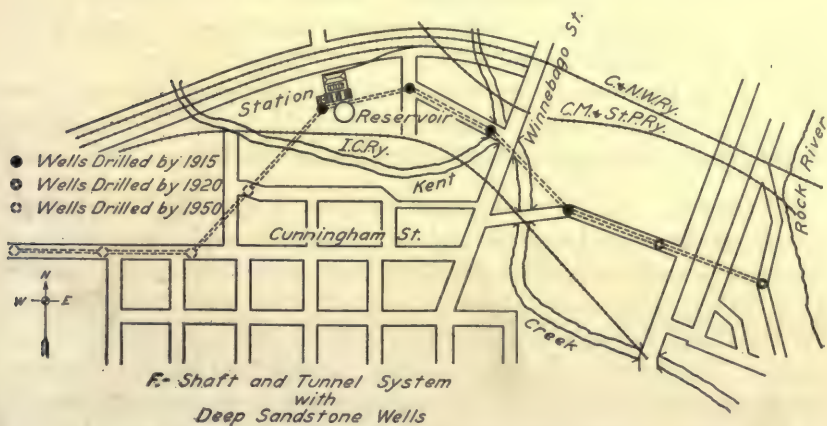 Winnebago St.
C.&N.W.Ry.
C.M.& St.P.Ry.
Rock River
Station
Reservoir
I.C.Ry.
Kent
Wells Drilled by 1915
Wells Drilled by 1920
Wells Drilled by 1950
Cunningham St.
N
W E
Creek
F.- Shaft and Tunnel System
with
Deep Sandstone Wells